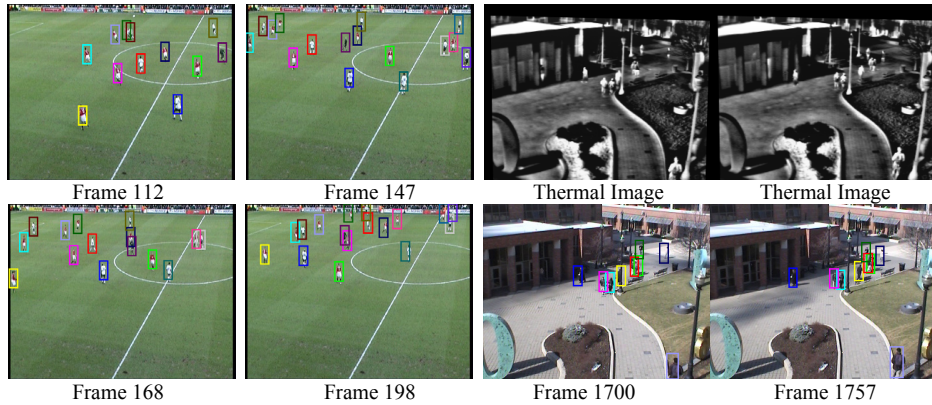 Frame 112
Frame 147
Thermal Image
Thermal Image
Frame 168
Frame 198
Frame 1700
Frame 1757